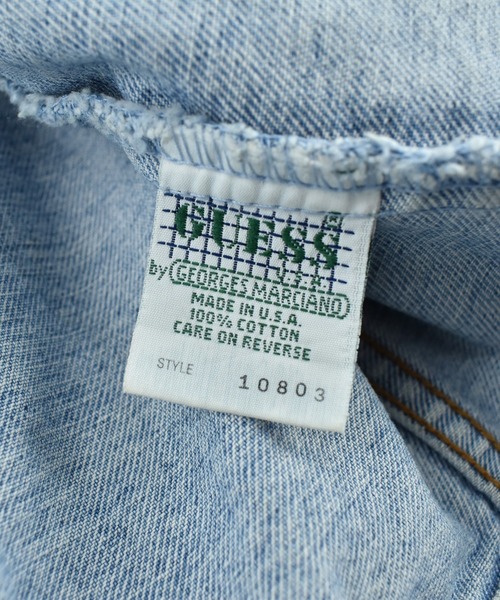 GUESS®
U.S.A.
by GEORGES MARCIANO
MADE IN U.S.A.
100% COTTON
CARE ON REVERSE
STYLE 10803